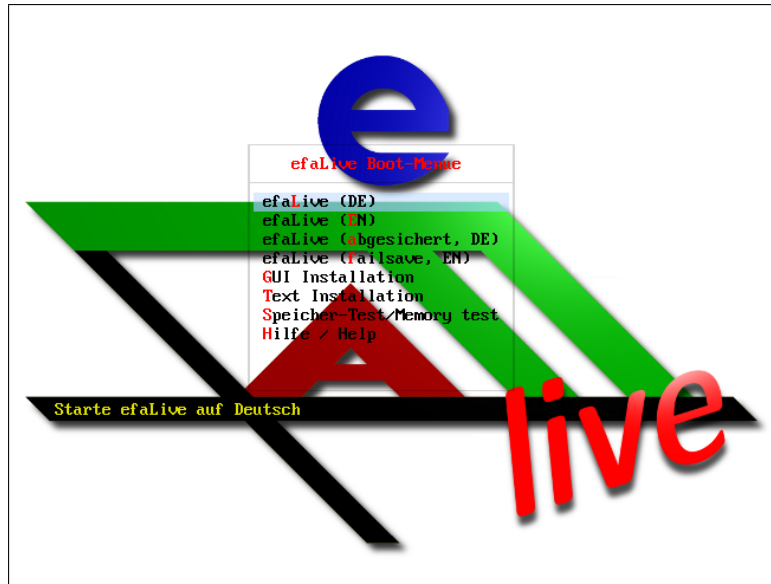 e
efaLive Boot-Menue
efaLive (DE)
efaLive (EN)
efaLive (abgesichert, DE)
efaLive (failsave, EN)
GUI Installation
Text Installation
Speicher-Test/Memory test
Hilfe / Help
A
Starte efaLive auf Deutsch
live